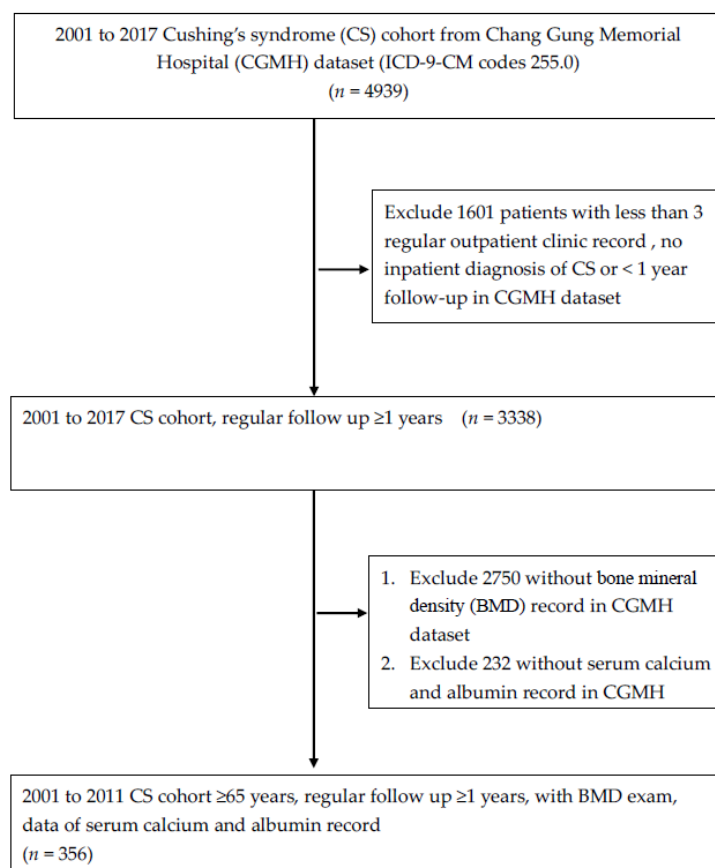 2001 to 2017 Cushing's syndrome (CS) cohort from Chang Gung Memorial
Hospital (CGMH) dataset (ICD-9-CM codes 255.0)
(n = 4939)
Exclude 1601 patients with less than 3
regular outpatient clinic record , no
inpatient diagnosis of CS or < 1 year
follow-up in CGMH dataset
2001 to 2017 CS cohort, regular follow up ≥1 years (n = 3338)
1. Exclude 2750 without bone mineral
density (BMD) record in CGMH
dataset
2. Exclude 232 without serum calcium
and albumin record in CGMH
2001 to 2011 CS cohort ≥65 years, regular follow up ≥1 years, with BMD exam,
data of serum calcium and albumin record
(n = 356)